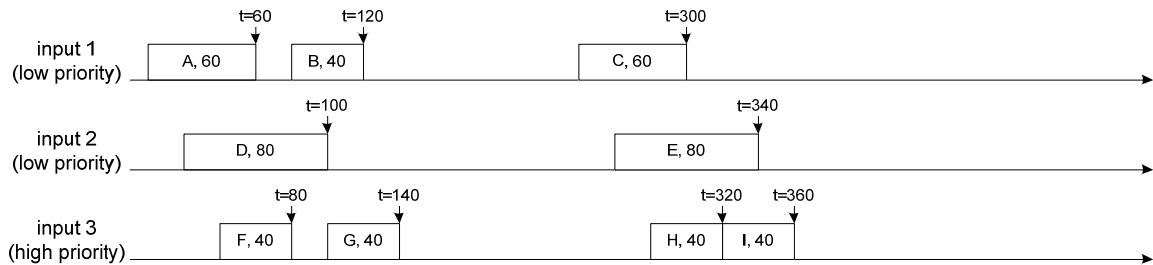 t=60 t=120 t=300
input 1
(low priority)
A, 60 B, 40 C, 60
t=100 t=340
input 2
(low priority)
D, 80 E, 80
t=80 t=140 t=320 t=360
input 3
(high priority)
F, 40 G, 40 H, 40 I, 40